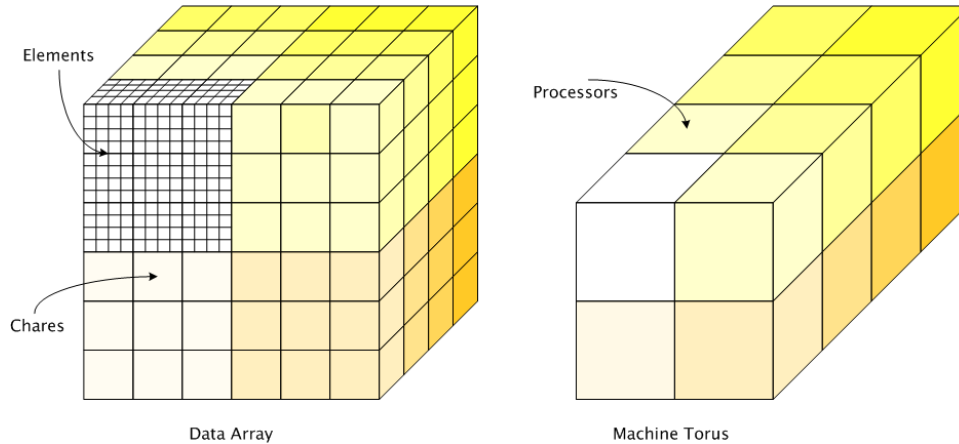 Elements
Processors
Chares
Data Array
Machine Torus